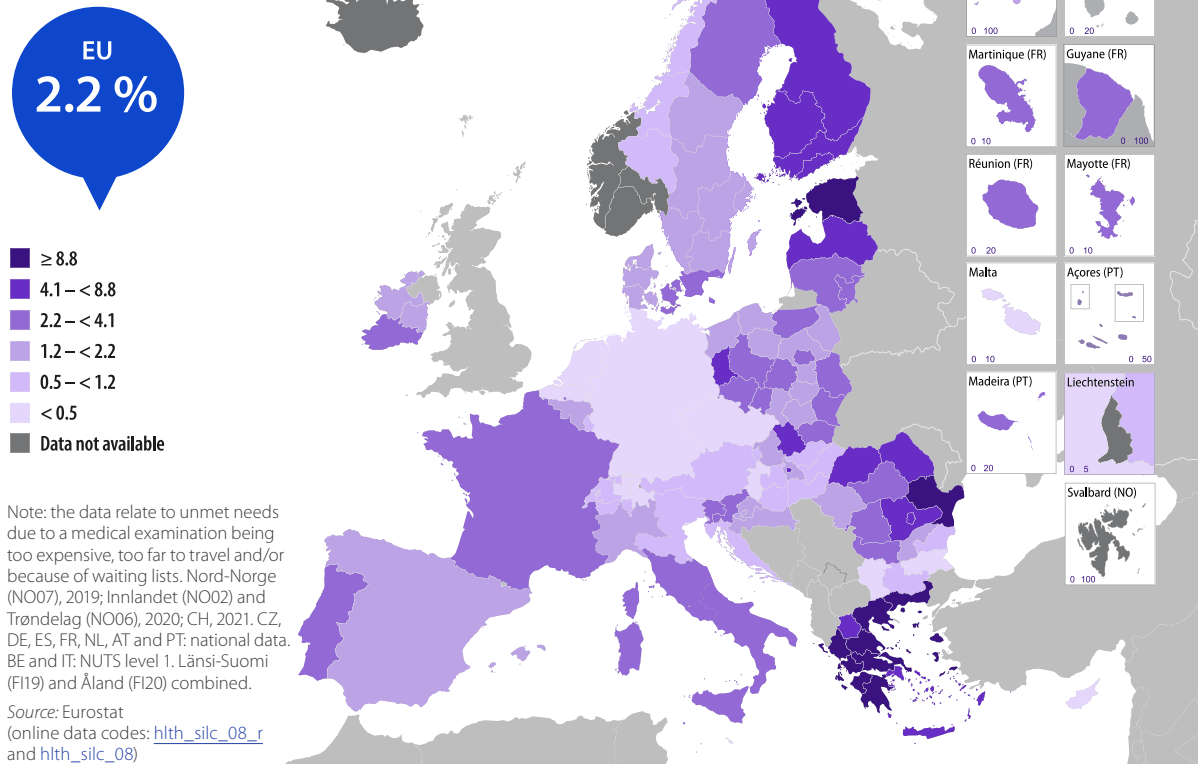 EU
2.2 %
≥ 8.8
4.1 – < 8.8
2.2 – < 4.1
1.2 – < 2.2
0.5 – < 1.2
< 0.5
Data not available
Note: the data relate to unmet needs
due to a medical examination being
too expensive, too far to travel and/or
because of waiting lists. Nord-Norge
(NO07), 2019; Innlandet (NO02) and
Trøndelag (NO06), 2020; CH, 2021. CZ,
DE, ES, FR, NL, AT and PT: national data.
BE and IT: NUTS level 1. Länsi-Suomi
(FI19) and Åland (FI20) combined.
Source: Eurostat
(online data codes: hlth_silc_08_r
and hlth_silc_08)
0 100
0 20
Martinique (FR)
0 10
Guyane (FR)
0 100
Réunion (FR)
0 20
Mayotte (FR)
0 10
Malta
0 10
Açores (PT)
0 50
Madeira (PT)
0 20
Liechtenstein
0 5
Svalbard (NO)
0 100